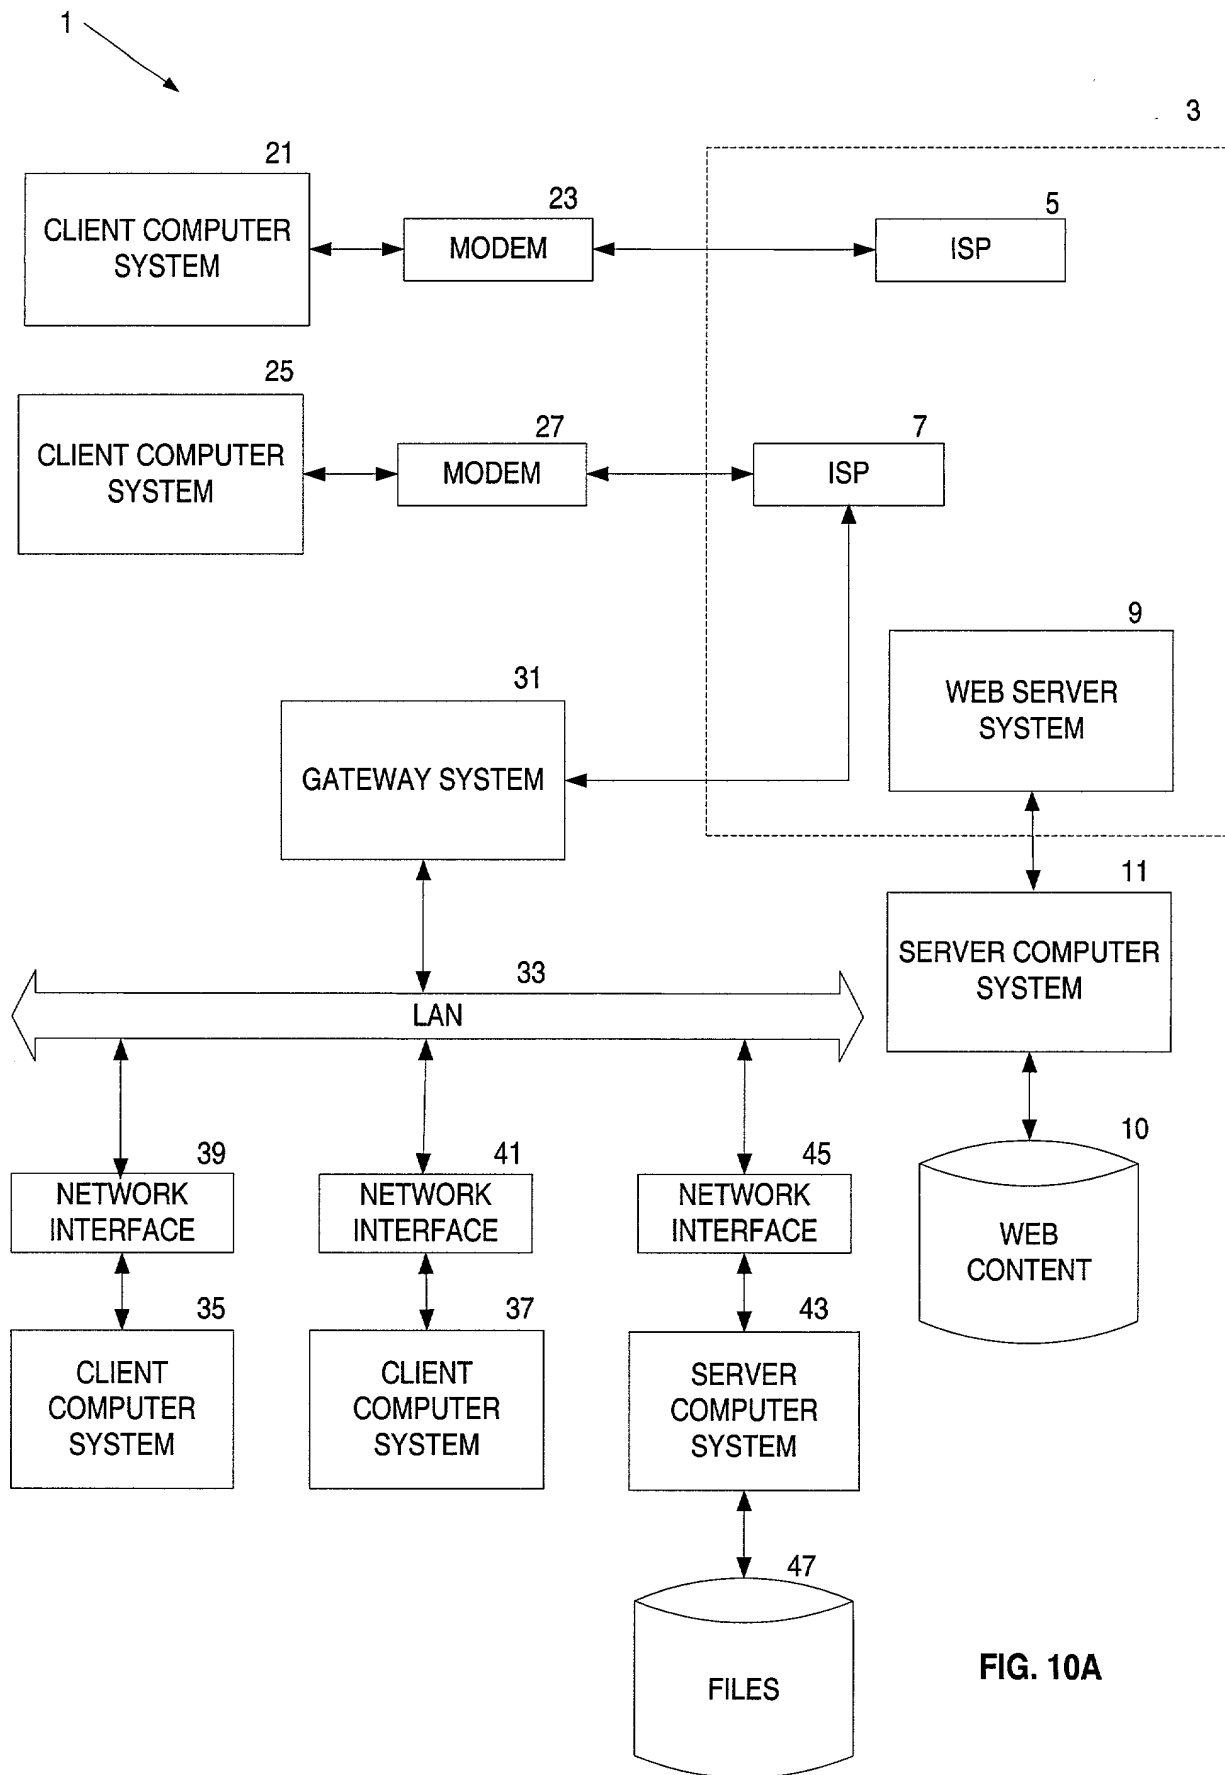 1
3
21
CLIENT COMPUTER
SYSTEM
23
MODEM
5
ISP
25
CLIENT COMPUTER
SYSTEM
27
MODEM
7
ISP
9
WEB SERVER
SYSTEM
31
GATEWAY SYSTEM
11
SERVER COMPUTER
SYSTEM
33
LAN
10
WEB
CONTENT
39
NETWORK
INTERFACE
41
NETWORK
INTERFACE
45
NETWORK
INTERFACE
35
CLIENT
COMPUTER
SYSTEM
37
CLIENT
COMPUTER
SYSTEM
43
SERVER
COMPUTER
SYSTEM
47
FILES
FIG. 10A